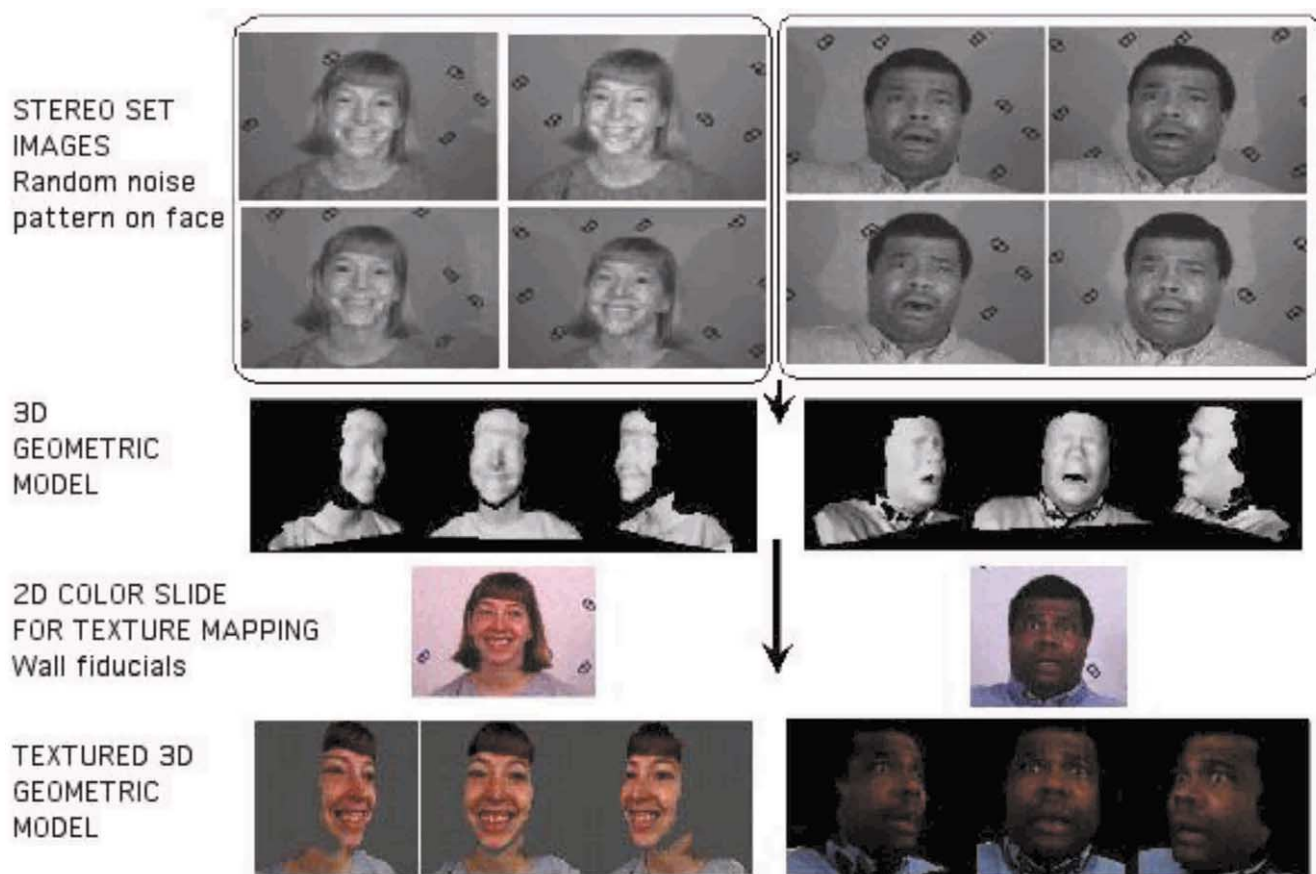 STEREO SET
IMAGES
Random noise
pattern on face
3D
GEOMETRIC
MODEL
2D COLOR SLIDE
FOR TEXTURE MAPPING
Wall fiducials
TEXTURED 3D
GEOMETRIC
MODEL